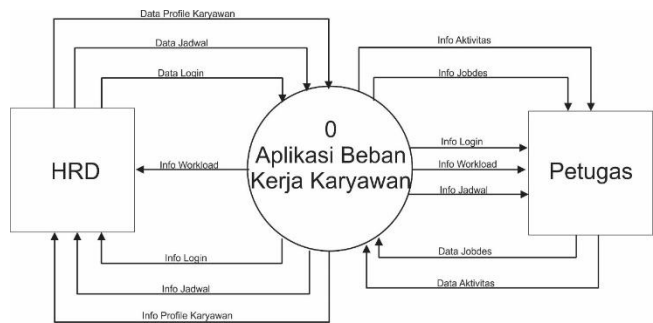 Data Profile Karyawan
Data Jadwal
Data Login
Info Aktivitas
Info Jobdes
HRD
Info Workload
0
Aplikasi Beban
Kerja Karyawan
Info Login
Info Workload
Info Jadwal
Petugas
Info Login
Info Jadwal
Info Profile Karyawan
Data Jobdes
Data Aktivitas